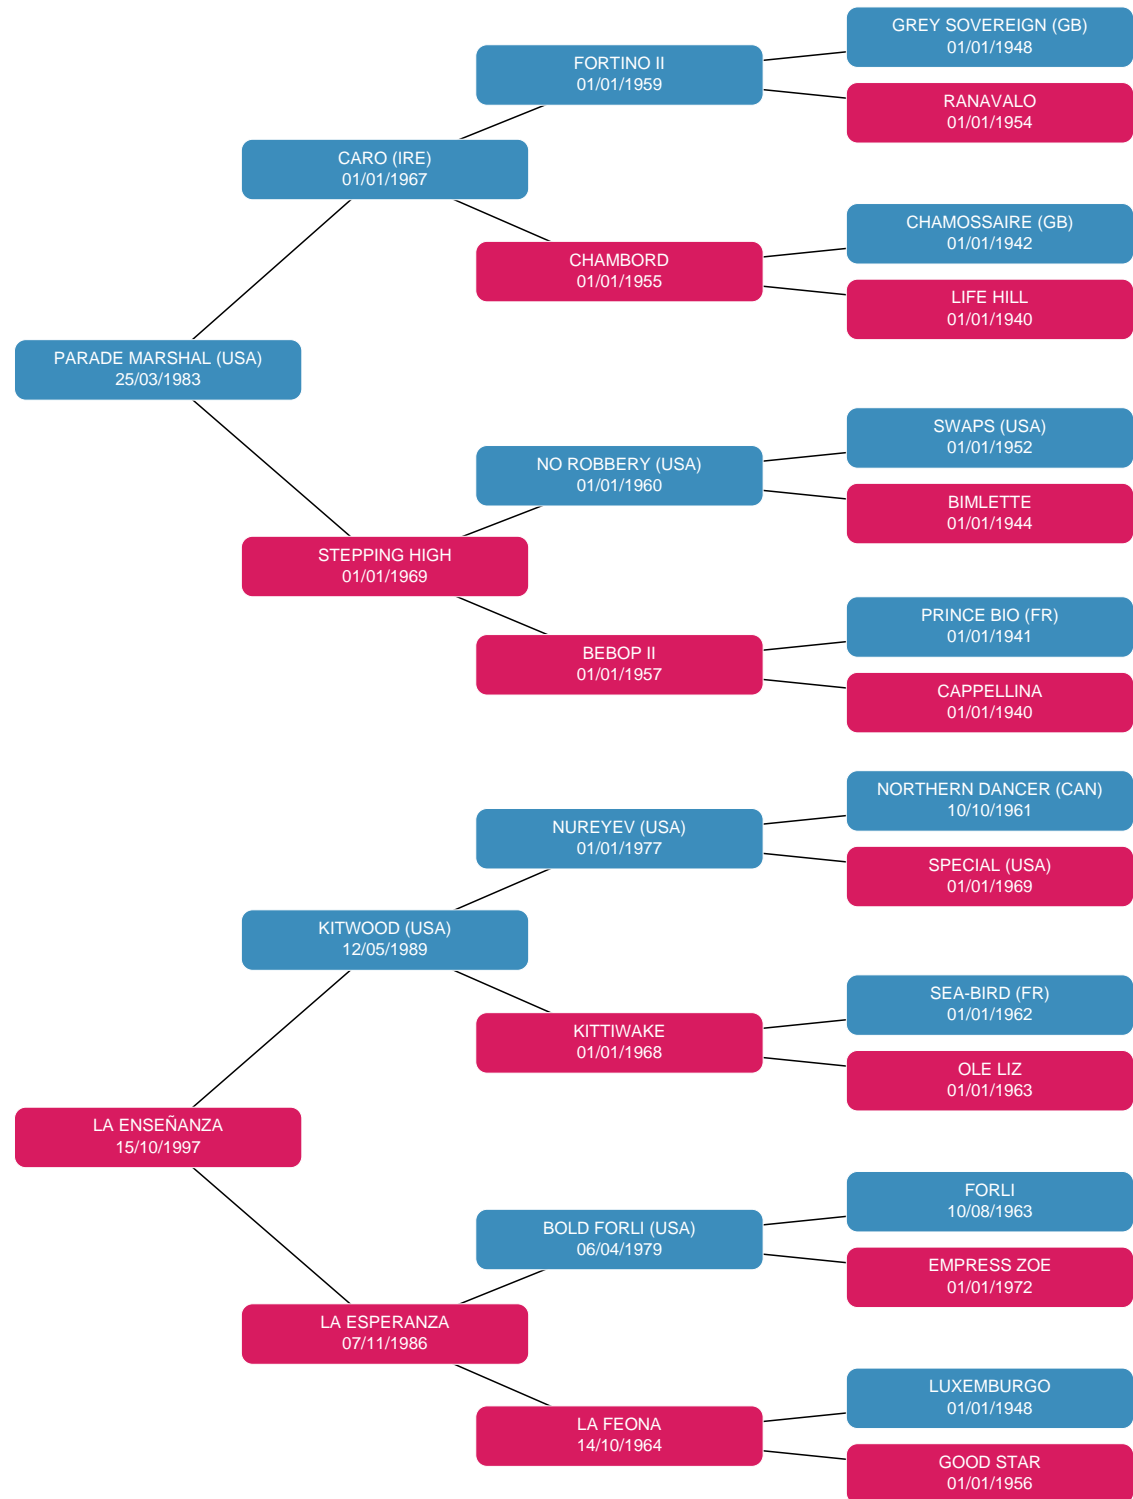 GREY SOVEREIGN (GB)
01/01/1948
FORTINO II
01/01/1959
RANAVALO
01/01/1954
CARO (IRE)
01/01/1967
CHAMOSSAIRE (GB)
01/01/1942
CHAMBORD
01/01/1955
LIFE HILL
01/01/1940
PARADE MARSHAL (USA)
25/03/1983
SWAPS (USA)
01/01/1952
NO ROBBERY (USA)
01/01/1960
BIMLETTE
01/01/1944
STEPPING HIGH
01/01/1969
PRINCE BIO (FR)
01/01/1941
BEBOP II
01/01/1957
CAPPELLINA
01/01/1940
NORTHERN DANCER (CAN)
10/10/1961
NUREYEV (USA)
01/01/1977
SPECIAL (USA)
01/01/1969
KITWOOD (USA)
12/05/1989
SEA-BIRD (FR)
01/01/1962
KITTIWAKE
01/01/1968
OLE LIZ
01/01/1963
LA ENSEÑANZA
15/10/1997
FORLI
10/08/1963
BOLD FORLI (USA)
06/04/1979
EMPRESS ZOE
01/01/1972
LA ESPERANZA
07/11/1986
LUXEMBURGO
01/01/1948
LA FEONA
14/10/1964
GOOD STAR
01/01/1956